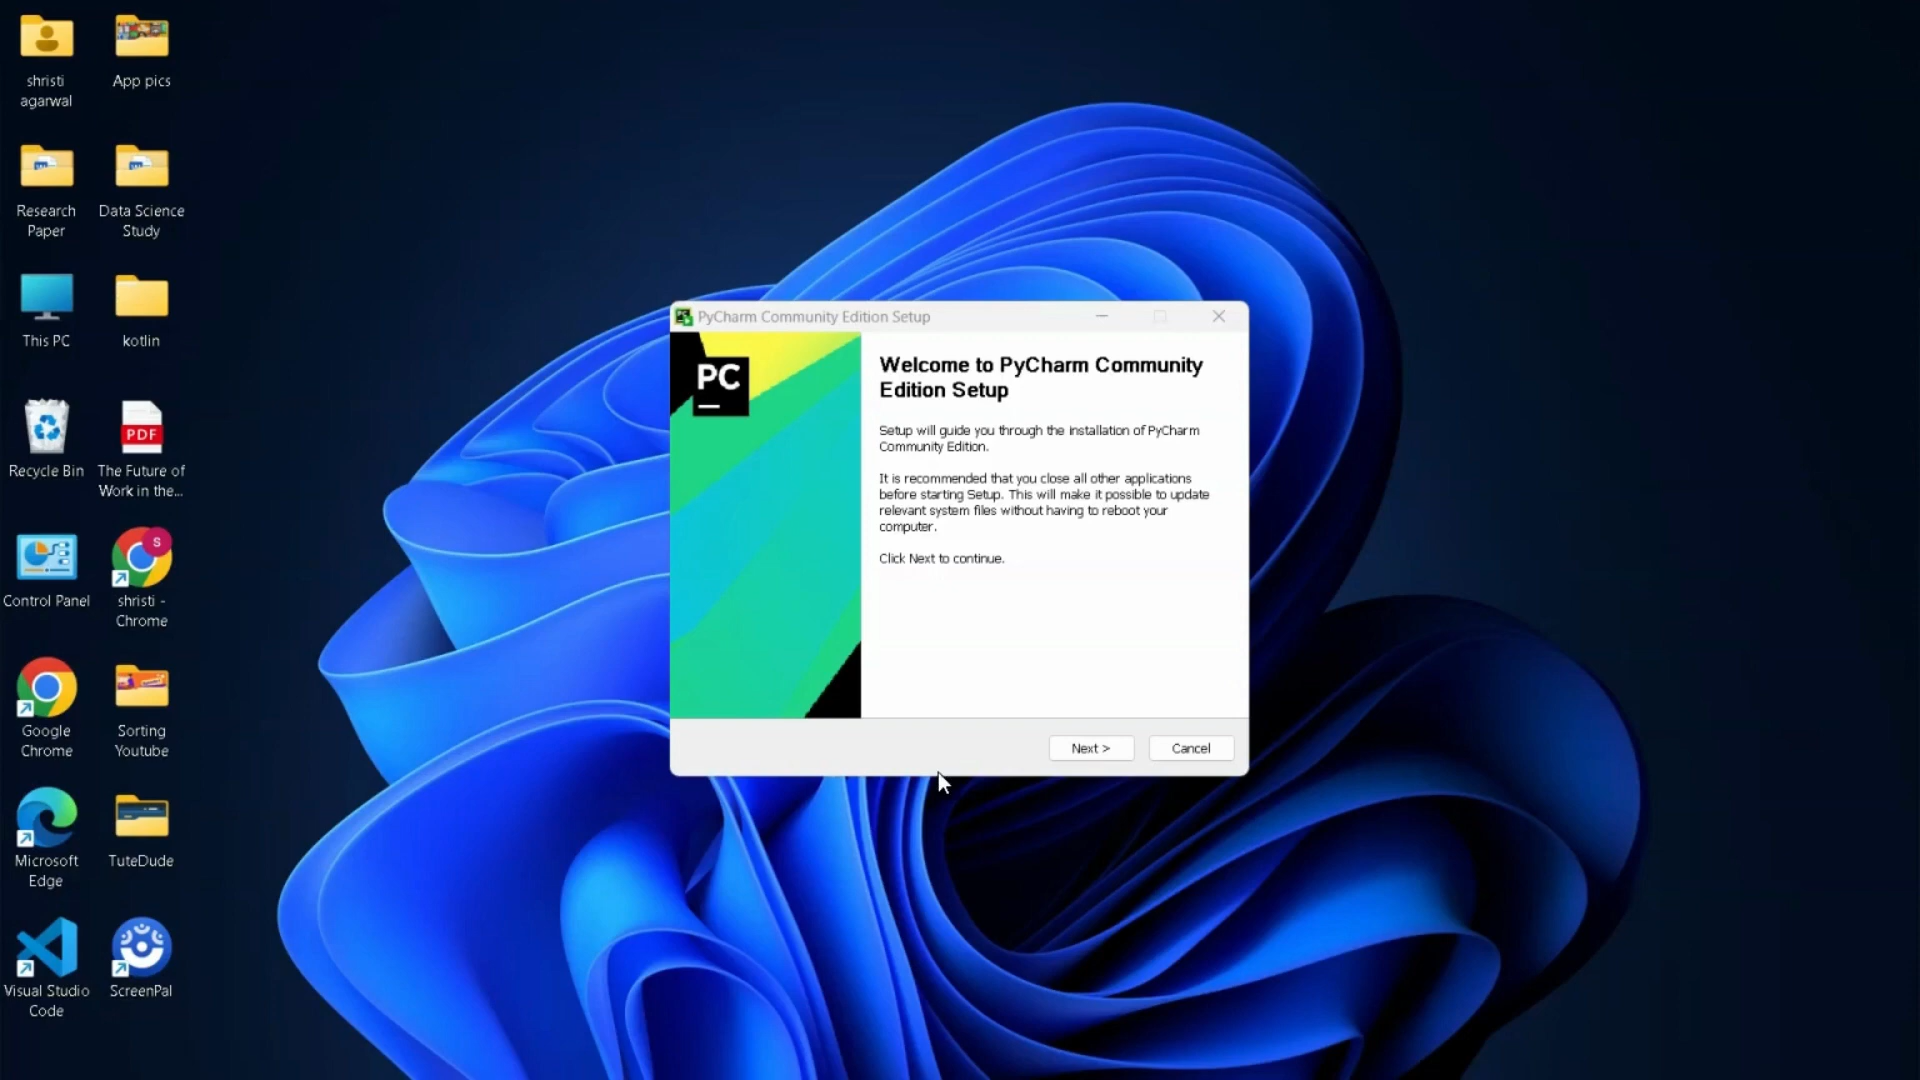 shristi
agarwal
App pics
Research
Paper
Data Science
Study
This PC
kotlin
Recycle Bin
PDF
The Future of
Work in the...
Control Panel
S
shristi -
Chrome
Google
Chrome
Sorting
Youtube
Microsoft
Edge
TuteDude
Visual Studio
Code
ScreenPal
PyCharm Community Edition Setup
PC
Welcome to PyCharm Community
Edition Setup
Setup will guide you through the installation of PyCharm
Community Edition.
It is recommended that you close all other applications
before starting Setup. This will make it possible to update
relevant system files without having to reboot your
computer.
Click Next to continue.
Next >
Cancel